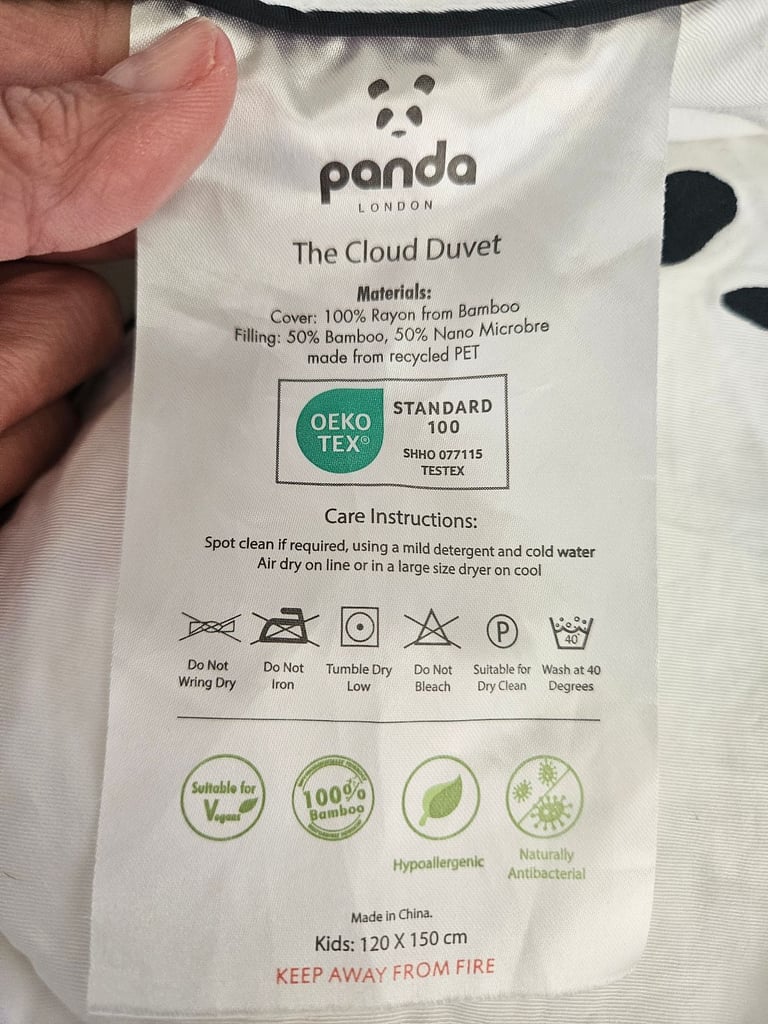 panda
LONDON
The Cloud Duvet
Materials:
Cover: 100% Rayon from Bamboo
Filling: 50% Bamboo, 50% Nano Microbre
made from recycled PET
OEKO
TEX®
STANDARD
100
SHHO 077115
TESTEX
Care Instructions:
Spot clean if required, using a mild detergent and cold water
Air dry on line or in a large size dryer on cool
P
40°
Do Not
Wring Dry
Do Not
Iron
Tumble Dry
Low
Do Not
Bleach
Suitable for
Dry Clean
Wash at 40
Degrees
Suitable for
Vegans
100%
Bamboo
Hypoallergenic
Naturally
Antibacterial
Made in China.
Kids: 120 X 150 cm
KEEP AWAY FROM FIRE